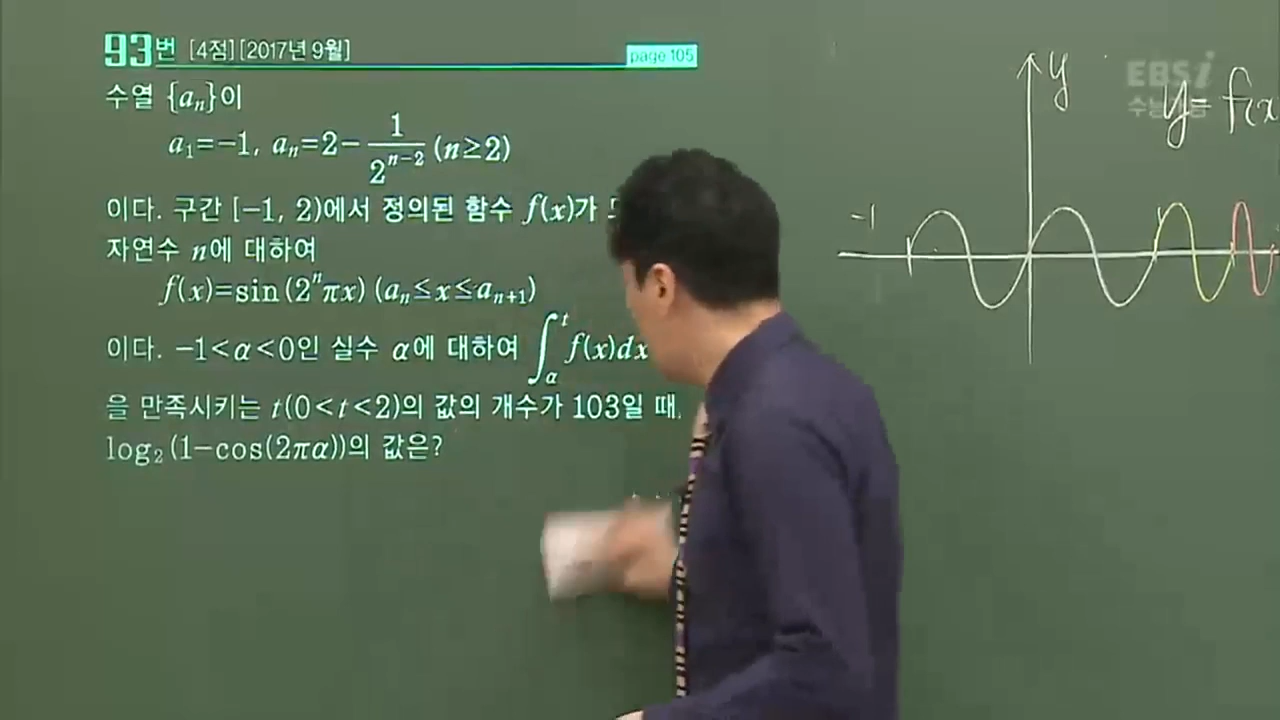 93번 [4점][2017년 9월]
page 105
수열 {aₙ}이
a₁=-1, aₙ=2-1/2ⁿ⁻² (n≥2)
이다. 구간 [-1, 2)에서 정의된 함수 f(x)가
자연수 n에 대하여
f(x)=sin(2ⁿπx) (aₙ≤x≤aₙ₊₁)
이다. -1<α<0인 실수 α에 대하여 ∫_α^t f(x)dx
을 만족시키는 t(0<t<2)의 값의 개수가 103일 때,
log₂(1-cos(2πα))의 값은?
y
EBSi
y= f(x
-1